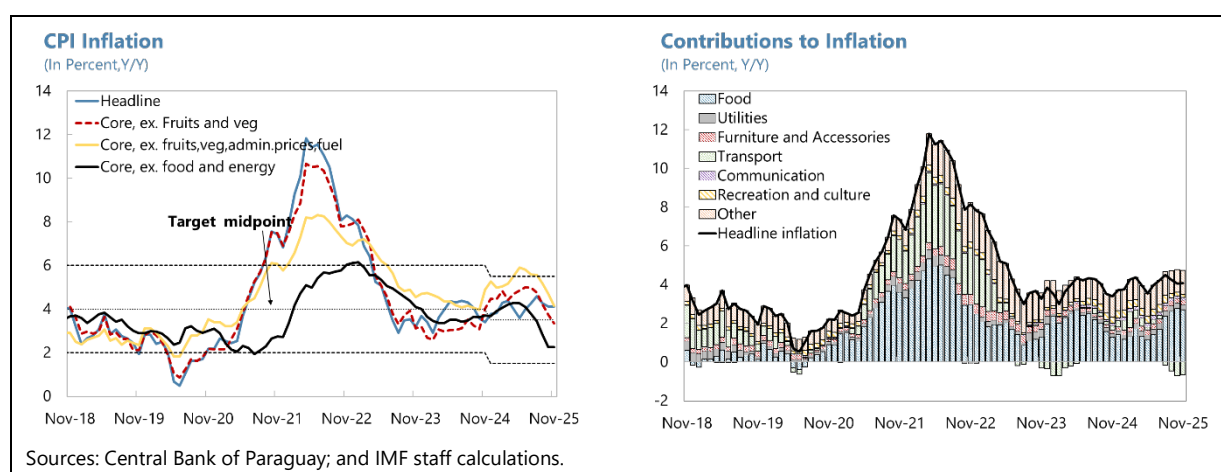 CPI Inflation
(In Percent,Y/Y)
14
12
10
8
6
4
2
0
Headline
Core, ex. Fruits and veg
Core, ex. fruits,veg,admin.prices,fuel
Core, ex. food and energy
Target midpoint
Nov-18 Nov-19 Nov-20 Nov-21 Nov-22 Nov-23 Nov-24 Nov-25
Contributions to Inflation
(In Percent, Y/Y)
14
12
10
8
6
4
2
0
-2
Food
Utilities
Furniture and Accessories
Transport
Communication
Recreation and culture
Other
Headline inflation
Nov-18 Nov-19 Nov-20 Nov-21 Nov-22 Nov-23 Nov-24 Nov-25
Sources: Central Bank of Paraguay; and IMF staff calculations.